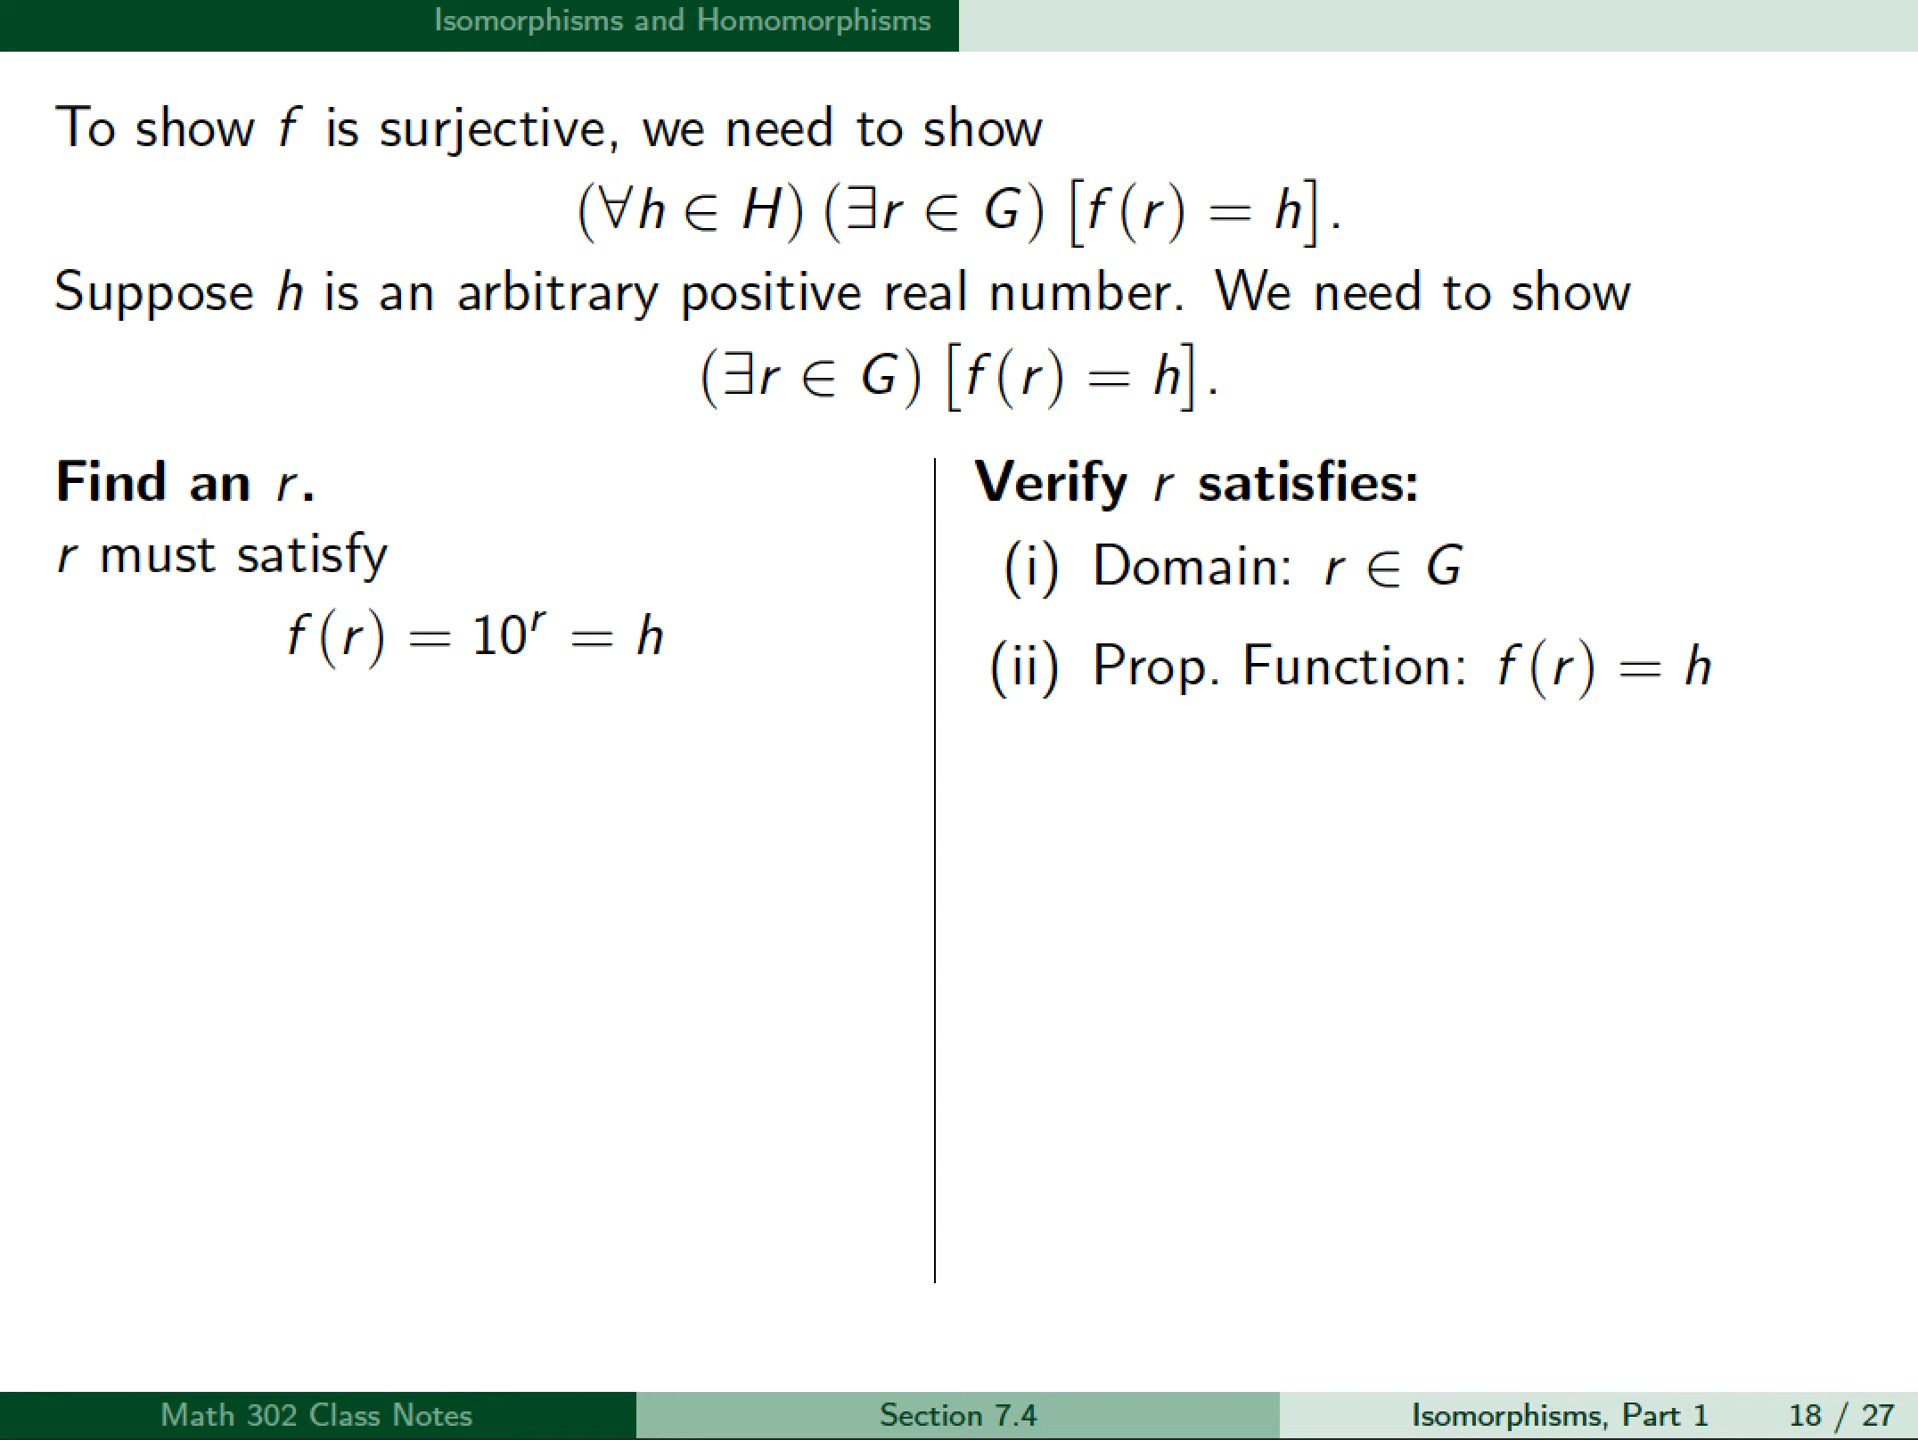 Isomorphisms and Homomorphisms
To show f is surjective, we need to show
(∀h ∈ H) (∃r ∈ G) [f(r) = h].
Suppose h is an arbitrary positive real number. We need to show
(∃r ∈ G) [f(r) = h].
Find an r.
r must satisfy
f(r) = 10^r = h
Verify r satisfies:
(i) Domain: r ∈ G
(ii) Prop. Function: f(r) = h
Math 302 Class Notes
Section 7.4
Isomorphisms, Part 1 18 / 27